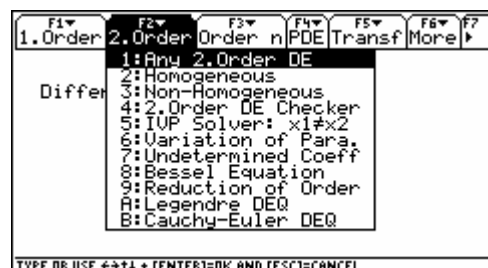 F1▾ F2▾ F3▾ F4▾ F5▾ F6▾ F7
1.Order 2.Order Order n PDE Transf More ▸
1:Any 2.Order DE
2:Homogeneous
Differ 3:Non-Homogeneous
4:2.Order DE Checker
5:IVP Solver: x1≠x2
6:Variation of Para.
7:Undetermined Coeff
8:Bessel Equation
9:Reduction of Order
A:Legendre DEQ
B:Cauchy-Euler DEQ
TYPE OR USE ←→↑↓ + [ENTER]=OK AND [ESC]=CANCEL